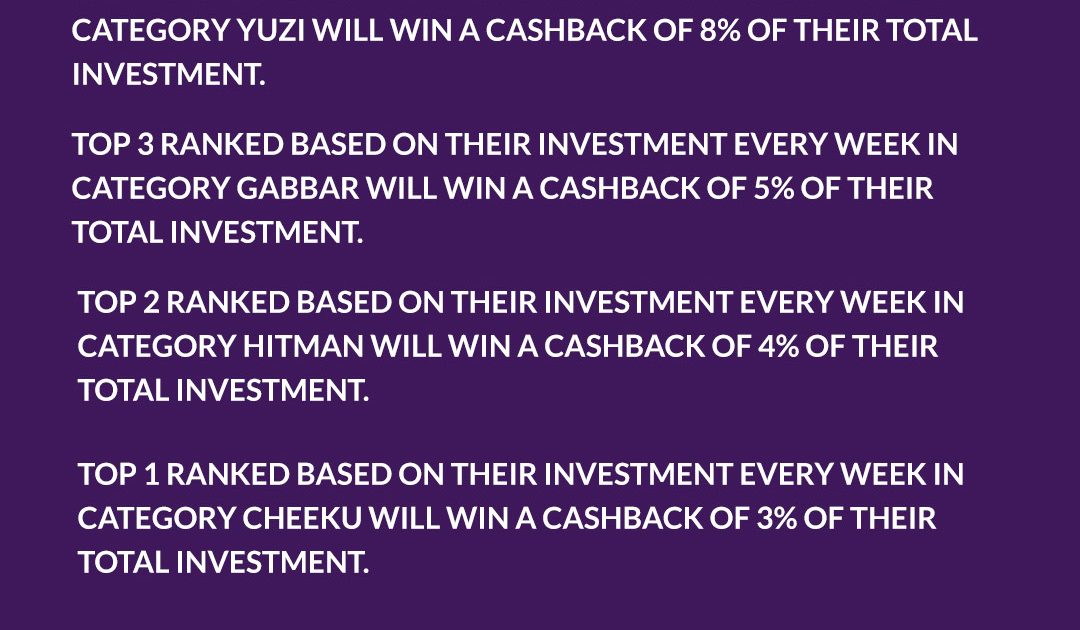 CATEGORY YUZI WILL WIN A CASHBACK OF 8% OF THEIR TOTAL
INVESTMENT.
TOP 3 RANKED BASED ON THEIR INVESTMENT EVERY WEEK IN
CATEGORY GABBAR WILL WIN A CASHBACK OF 5% OF THEIR
TOTAL INVESTMENT.
TOP 2 RANKED BASED ON THEIR INVESTMENT EVERY WEEK IN
CATEGORY HITMAN WILL WIN A CASHBACK OF 4% OF THEIR
TOTAL INVESTMENT.
TOP 1 RANKED BASED ON THEIR INVESTMENT EVERY WEEK IN
CATEGORY CHEEKU WILL WIN A CASHBACK OF 3% OF THEIR
TOTAL INVESTMENT.